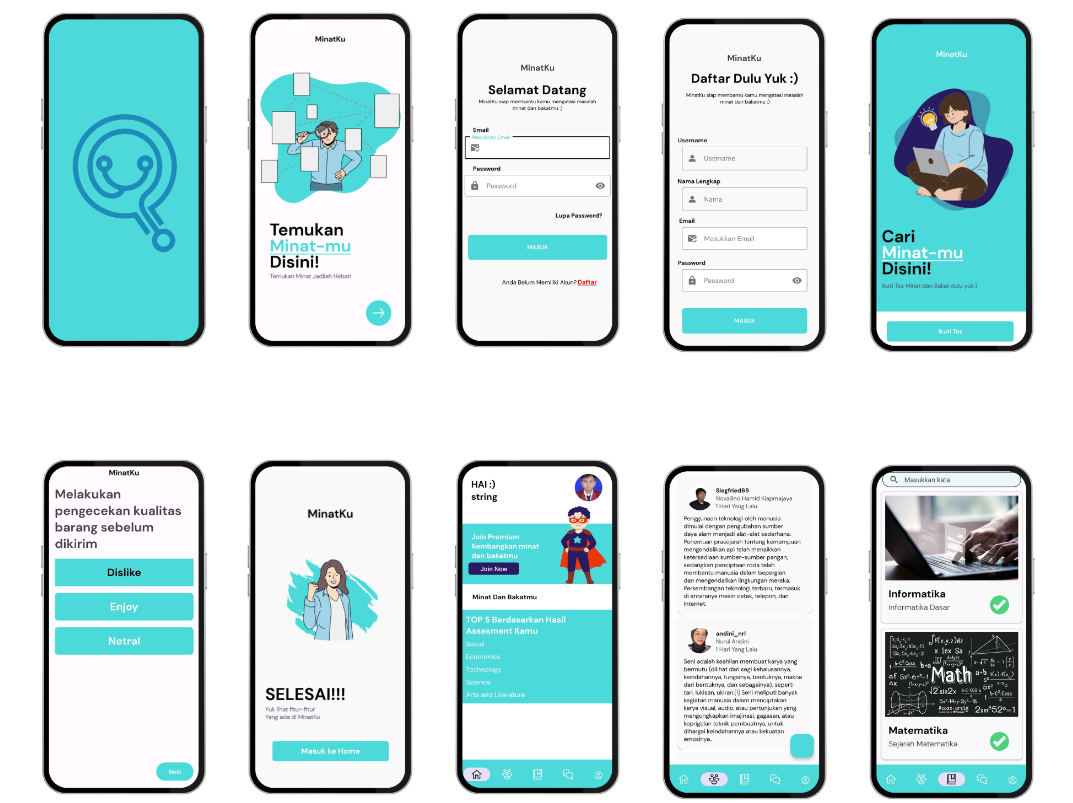 MinatKu
Temukan
Minat-mu
Disini!
Temukan Minat Jadilah Hebat!
MinatKu
Selamat Datang
MinatKu siap membantu kamu mengatasi masalah
minat dan bakatmu :)
Email
Masukkan Email
Password
Password
Lupa Password?
MASUK
Anda Belum Memiliki Akun? Daftar
MinatKu
Daftar Dulu Yuk :)
MinatKu siap membantu kamu mengatasi masalah
minat dan bakatmu :)
Username
Username
Nama Lengkap
Nama
Email
Masukkan Email
Password
Password
MASUK
MinatKu
Cari
Minat-mu
Disini!
Ikuti Tes Minat dan Bakat dulu yuk:)
Ikuti Tes
MinatKu
Melakukan
pengecekan kualitas
barang sebelum
dikirim
Dislike
Enjoy
Netral
Next
MinatKu
SELESAI!!!
Yuk lihat fitur-fitur
Yang ada di MinatKu
Masuk ke Home
HAI :)
string
Join Premium
Kembangkan minat
dan bakatmu
Join Now
Minat Dan Bakatmu
TOP 5 Berdasarkan Hasil
Assesment Kamu
Social
Economics
Technology
Science
Arts and Literature
Siegfried69
Novalino Hamid Kiapmajaya
1 Hari Yang Lalu
Penggunaan teknologi oleh manusia
dimulai dengan pengubahan sumber
daya alam menjadi alat-alat sederhana.
Penemuan prasejarah tentang kemampuan
mengendalikan api telah menaikkan
ketersediaan sumber-sumber pangan,
sedangkan penciptaan roda telah
membantu manusia dalam bepergian
dan mengendalikan lingkungan mereka.
Perkembangan teknologi terbaru, termasuk
di antaranya mesin cetak, telepon, dan
Internet.
andini_nrl
Nurul Andini
1 Hari Yang Lalu
Seni adalah keahlian membuat karya yang
bermutu (dilihat dari segi kehalusannya,
keindahannya, fungsinya, bentuknya, makna
dari bentuknya, dan sebagainya), seperti
tari, lukisan, ukiran.[1] Seni meliputi banyak
kegiatan manusia dalam menciptakan
karya visual, audio, atau pertunjukan yang
mengungkapkan imajinasi, gagasan, atau
keprigelan teknik pembuatnya, untuk
dihargai keindahannya atau kekuatan
emosinya.
Masukkan kata
Informatika
Informatika Dasar
Math
Matematika
Sejarah Matematika